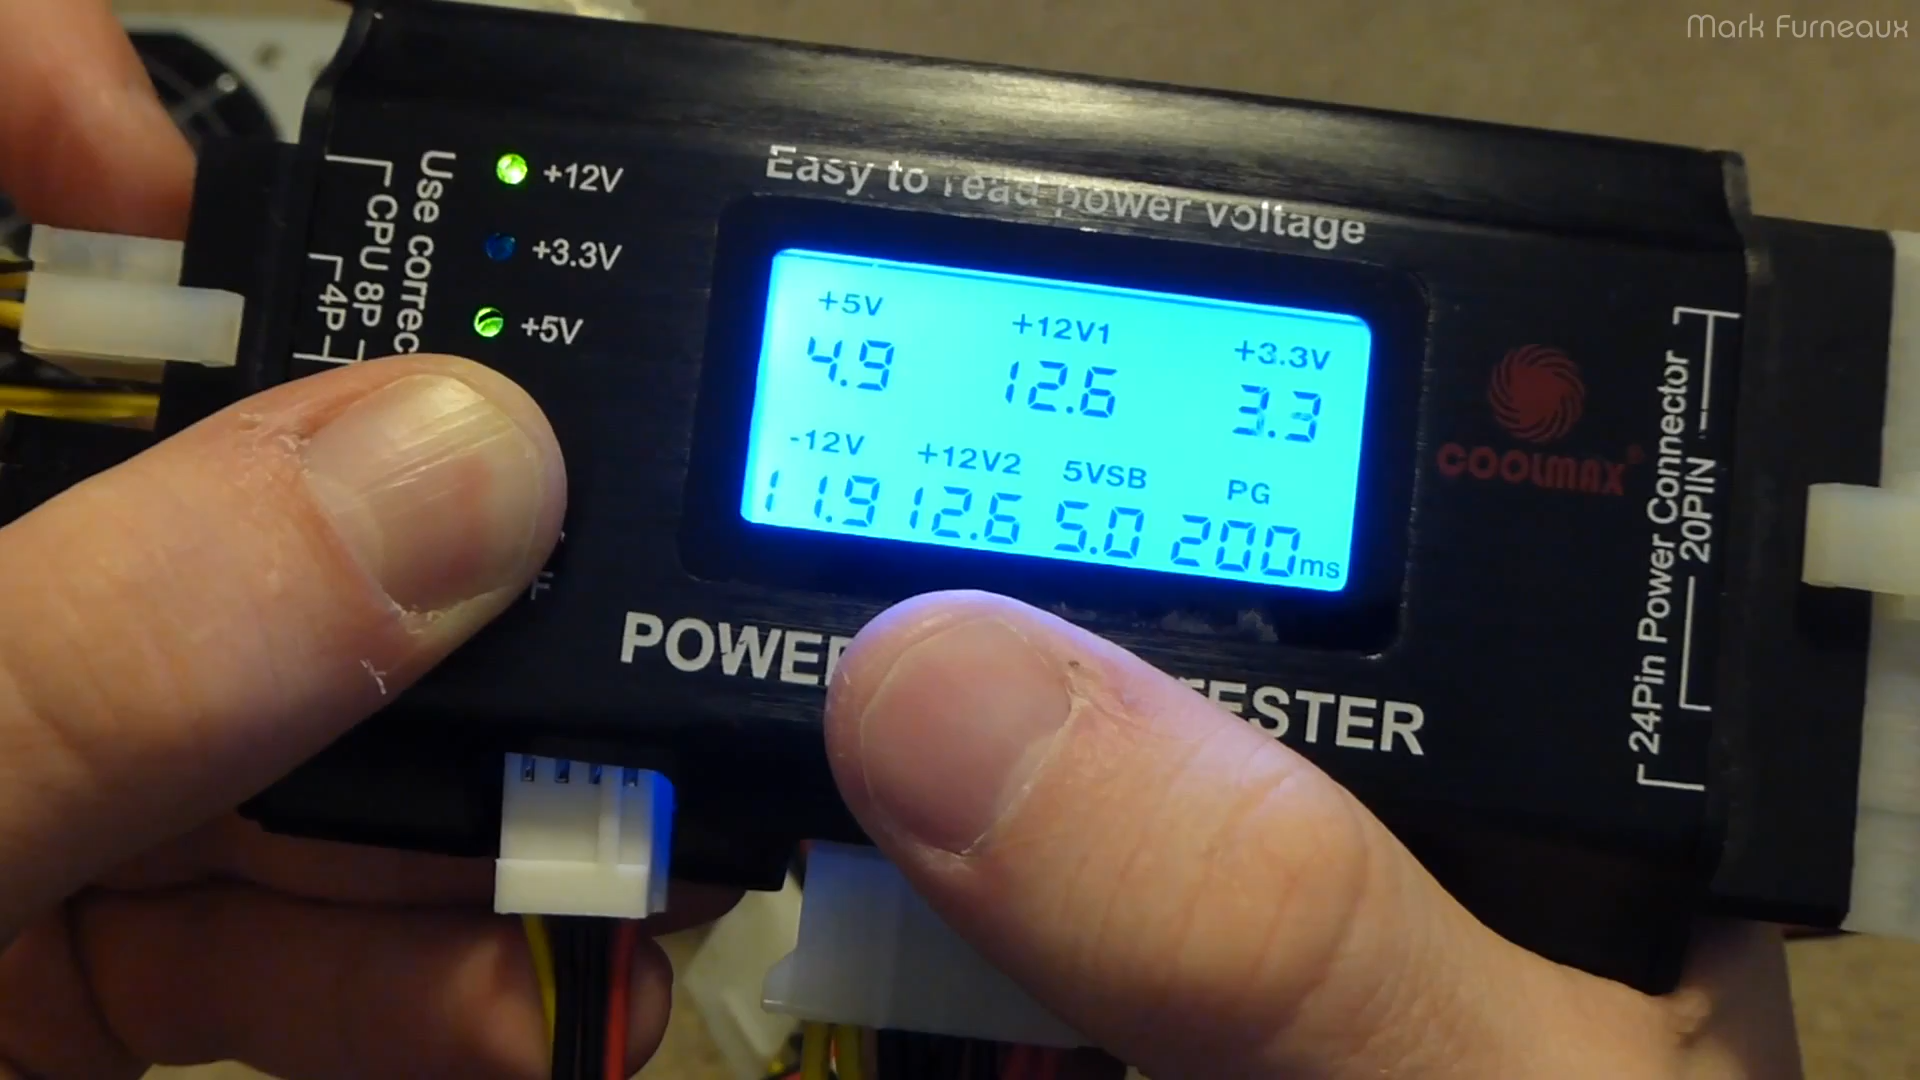 Mark Furneaux
Easy to read power voltage
+12V
+3.3V
+5V
Use correc
CPU 8P
4P
+5V +12V1 +3.3V
4.9 12.6 3.3
-12V +12V2 5VSB PG
11.9 12.6 5.0 200ms
COOLMAX®
24Pin Power Connector
20PIN
POWER TESTER